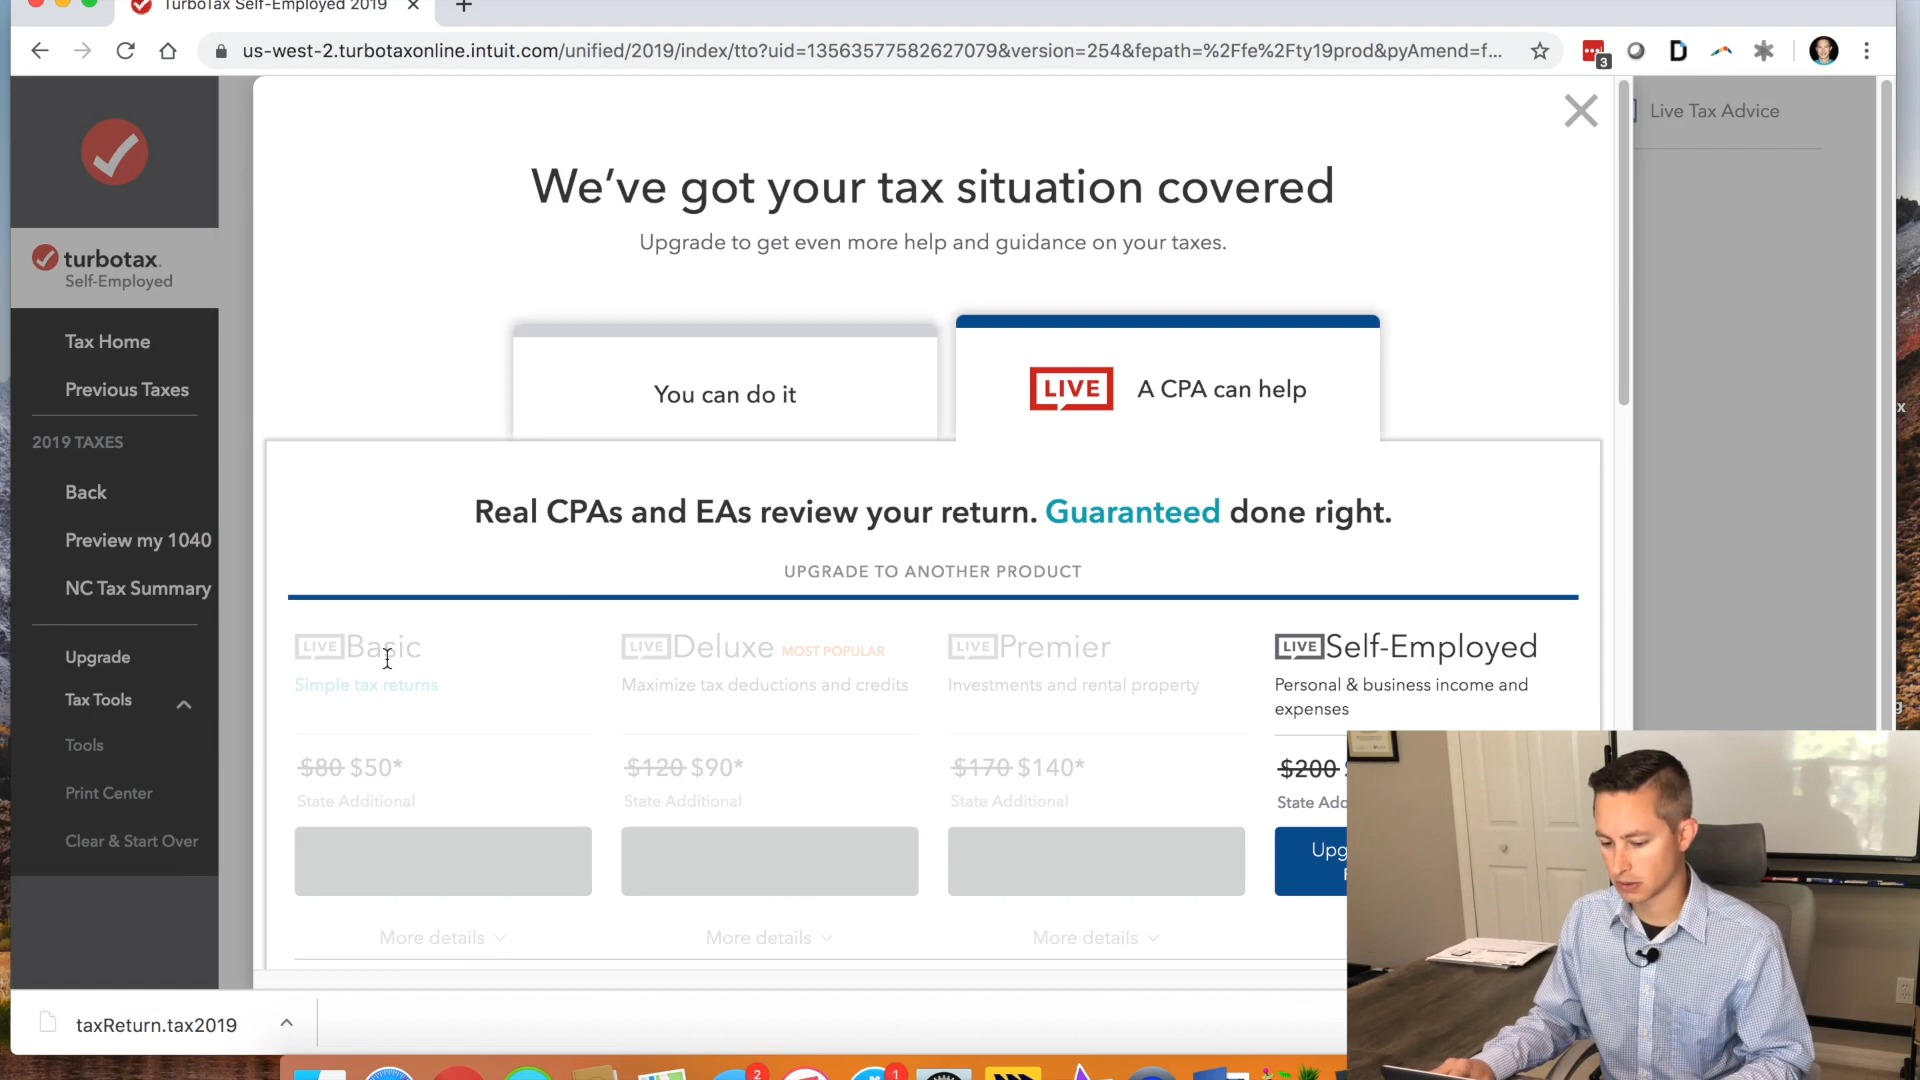 TurboTax Self-Employed 2019
us-west-2.turbotaxonline.intuit.com/unified/2019/index/tto?uid=13563577582627079&version=254&fepath=%2Ffe%2Fty19prod&pyAmend=f...
3
Live Tax Advice
turbotax.
Self-Employed
Tax Home
Previous Taxes
2019 TAXES
Back
Preview my 1040
NC Tax Summary
Upgrade
Tax Tools
Tools
Print Center
Clear & Start Over
We've got your tax situation covered
Upgrade to get even more help and guidance on your taxes.
You can do it
LIVE A CPA can help
Real CPAs and EAs review your return. Guaranteed done right.
UPGRADE TO ANOTHER PRODUCT
LIVE Basic
Simple tax returns
$80 $50*
State Additional
More details
LIVE Deluxe MOST POPULAR
Maximize tax deductions and credits
$120 $90*
State Additional
More details
LIVE Premier
Investments and rental property
$170 $140*
State Additional
More details
LIVE Self-Employed
Personal & business income and
expenses
$200
State Add
Upg
taxReturn.tax2019
2
1